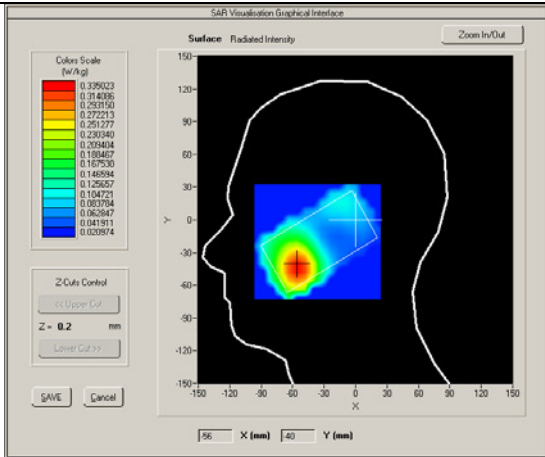 SAR Visualisation Graphical Interface
Surface Radiated Intensity
Zoom In/Out
Colors Scale
(W/kg)
0.335023
0.314086
0.293150
0.272213
0.251277
0.230340
0.209404
0.188467
0.167530
0.146594
0.125657
0.104721
0.083784
0.062847
0.041911
0.020974
Z-Cuts Control
<< Upper Cut
Z = 0.2 mm
Lower Cut >>
SAVE Cancel
150
120
90
60
30
0
-30
-60
-90
-120
-150
Y
-150 -120 -90 -60 -30 0 30 60 90 120 150
X
-56 X (mm) -40 Y (mm)